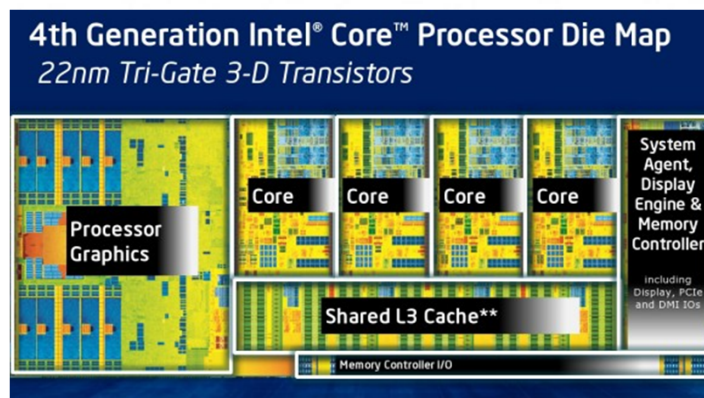 4th Generation Intel® Core™ Processor Die Map
22nm Tri-Gate 3-D Transistors
Processor
Graphics
Core
Core
Core
Core
System
Agent,
Display
Engine &
Memory
Controller
including
Display, PCIe
and DMI IOs
Shared L3 Cache**
Memory Controller I/O